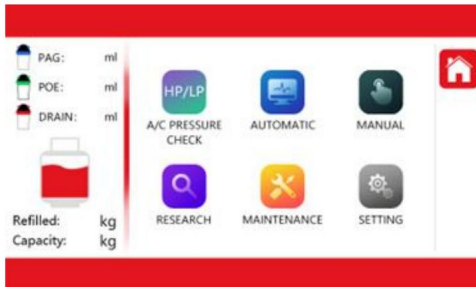 PAG: ml
POE: ml
DRAIN: ml
Refilled: kg
Capacity: kg
HP/LP
A/C PRESSURE
CHECK
AUTOMATIC
MANUAL
RESEARCH
MAINTENANCE
SETTING